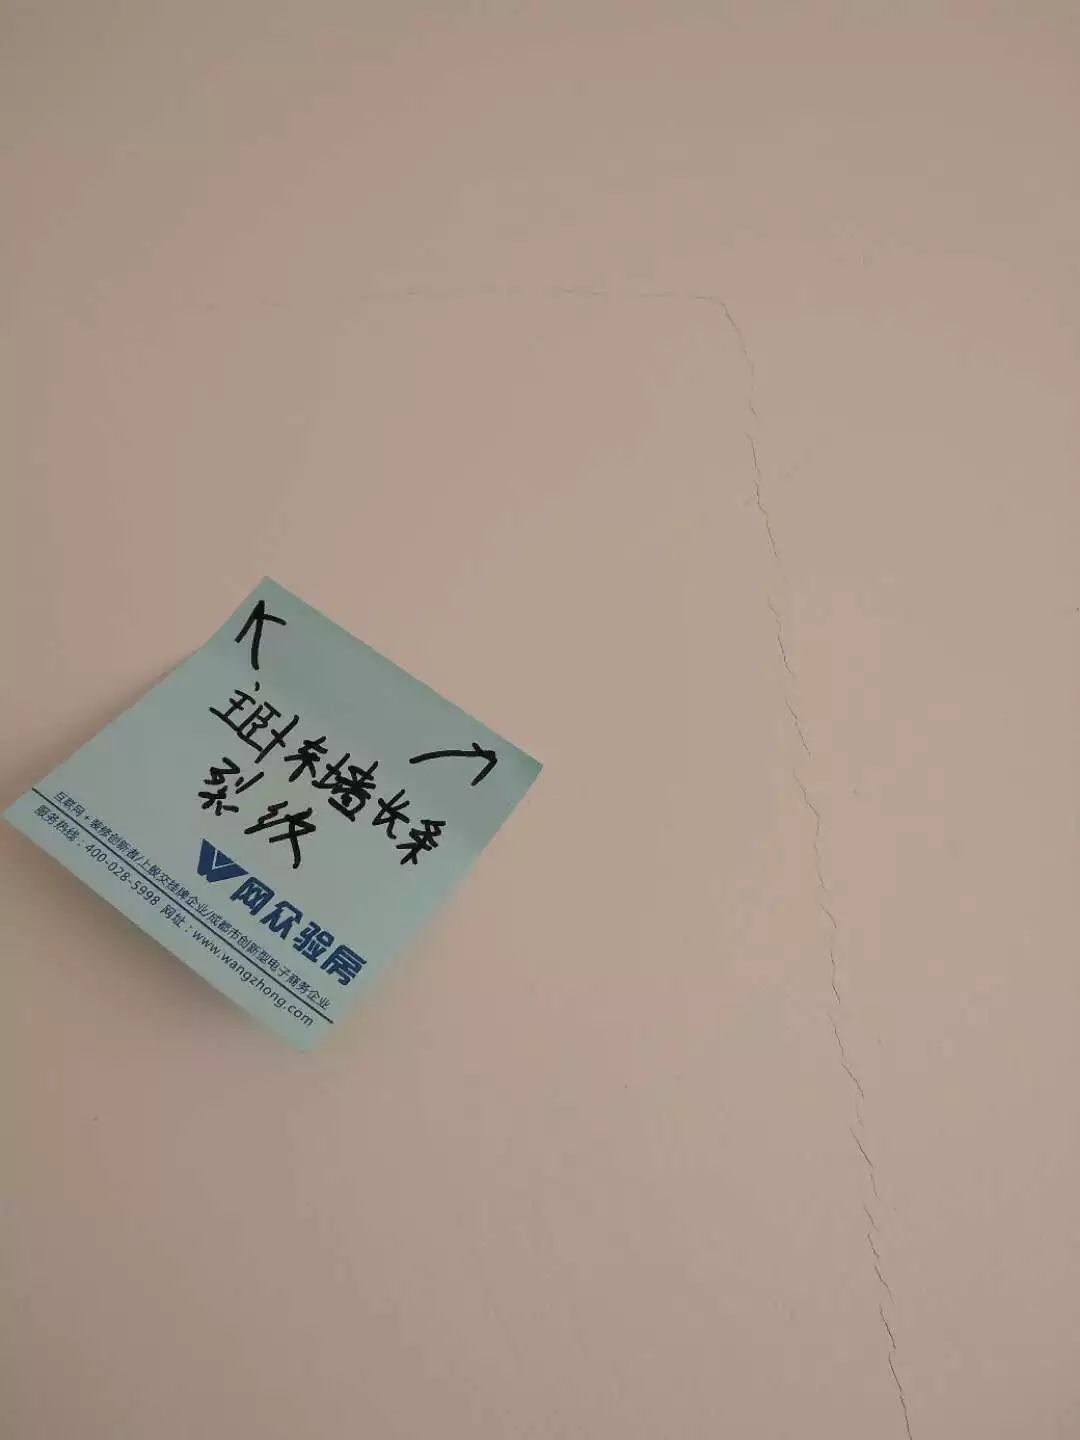 主卧东墙长条
裂纹
网众验房
互联网+装修创新者/上股交挂牌企业/成都市创新型电子商务企业
服务热线：400-028-5998 网址：www.wangzhong.com